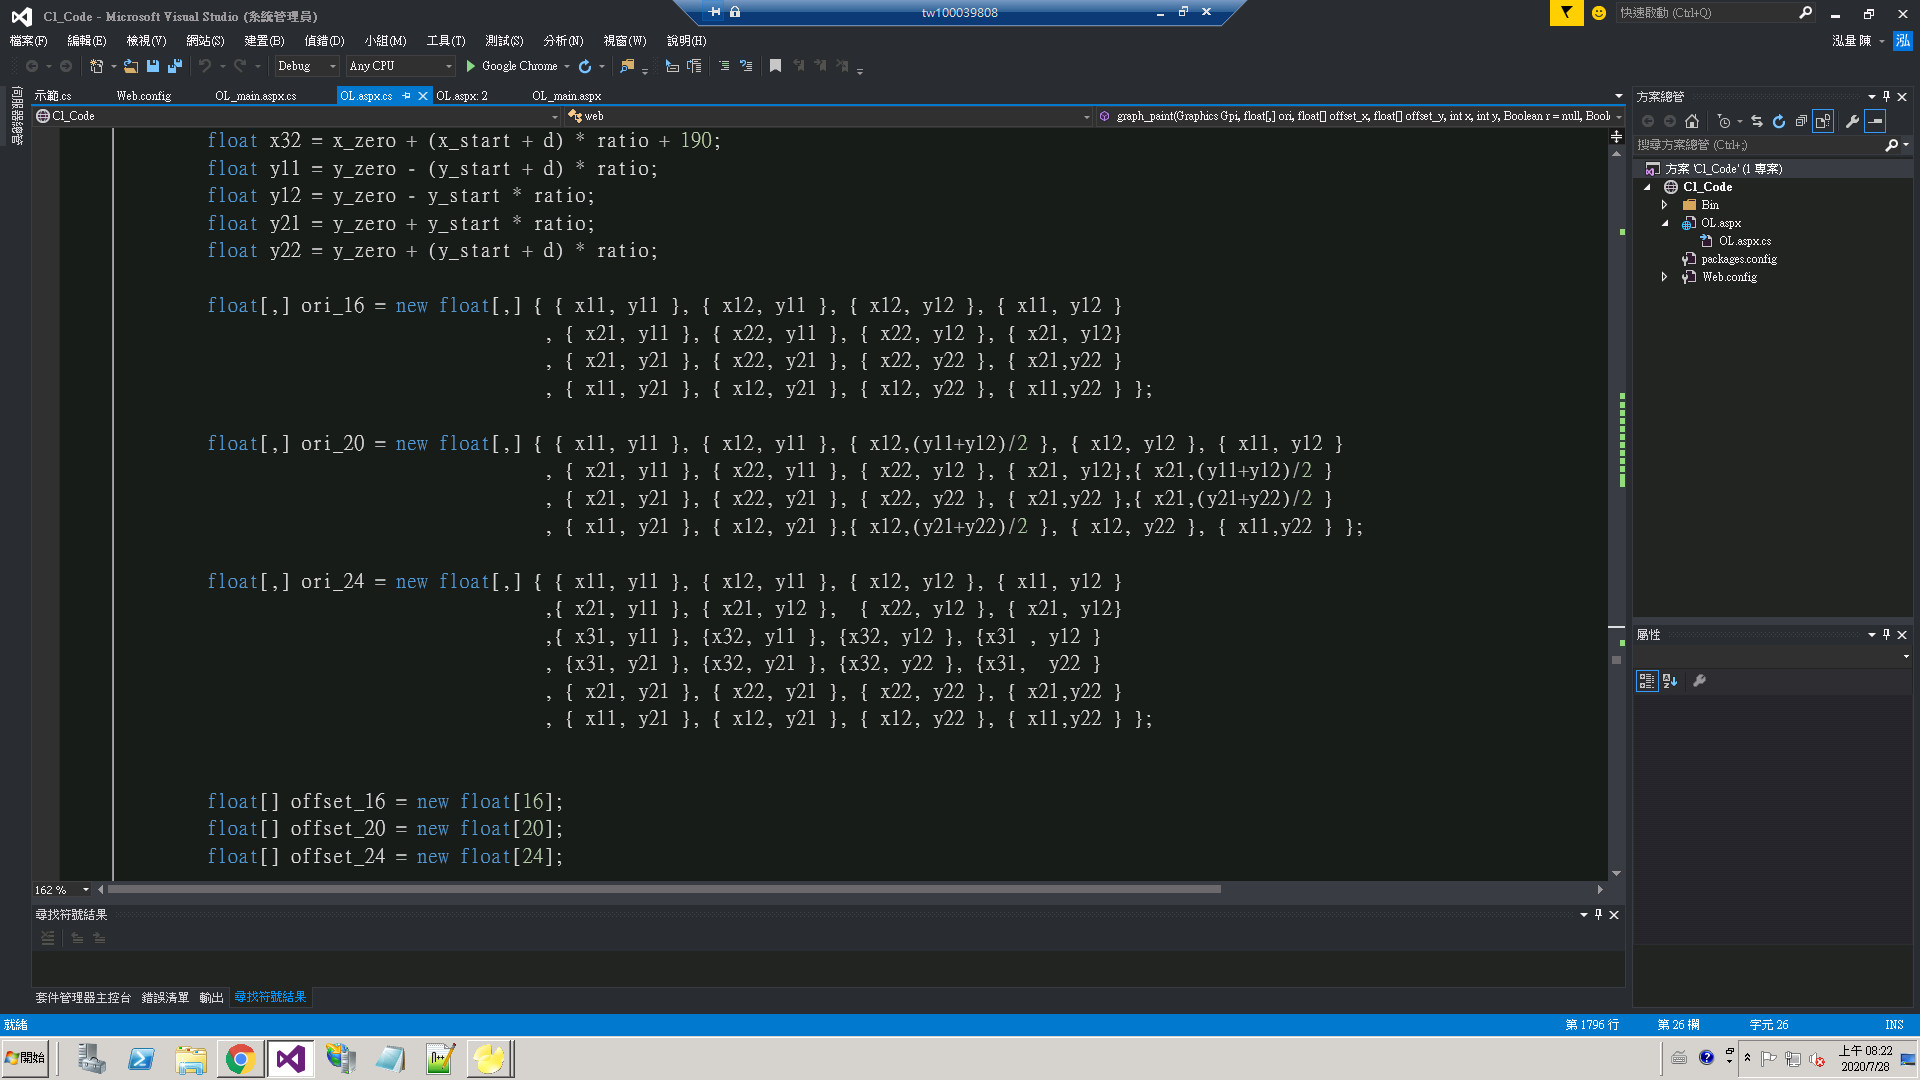 Cl_Code - Microsoft Visual Studio (系統管理員)
tw100039808
快速啟動 (Ctrl+Q)
檔案(F) 編輯(E) 檢視(V) 網站(S) 建置(B) 偵錯(D) 小組(M) 工具(T) 測試(S) 分析(N) 視窗(W) 說明(H)
泓量 陳
泓
Debug Any CPU Google Chrome
伺服器總管
示範.cs Web.config OL_main.aspx.cs OL.aspx.cs OL.aspx: 2 OL_main.aspx
Cl_Code web graph_paint(Graphics Gpi, float[,] ori, float[] offset_x, float[] offset_y, int x, int y, Boolean r = null, Bool
float x32 = x_zero + (x_start + d) * ratio + 190;
float y11 = y_zero - (y_start + d) * ratio;
float y12 = y_zero - y_start * ratio;
float y21 = y_zero + y_start * ratio;
float y22 = y_zero + (y_start + d) * ratio;
float[,] ori_16 = new float[,] { { x11, y11 }, { x12, y11 }, { x12, y12 }, { x11, y12 }
, { x21, y11 }, { x22, y11 }, { x22, y12 }, { x21, y12}
, { x21, y21 }, { x22, y21 }, { x22, y22 }, { x21,y22 }
, { x11, y21 }, { x12, y21 }, { x12, y22 }, { x11,y22 } };
float[,] ori_20 = new float[,] { { x11, y11 }, { x12, y11 }, { x12,(y11+y12)/2 }, { x12, y12 }, { x11, y12 }
, { x21, y11 }, { x22, y11 }, { x22, y12 }, { x21, y12},{ x21,(y11+y12)/2 }
, { x21, y21 }, { x22, y21 }, { x22, y22 }, { x21,y22 },{ x21,(y21+y22)/2 }
, { x11, y21 }, { x12, y21 },{ x12,(y21+y22)/2 }, { x12, y22 }, { x11,y22 } };
float[,] ori_24 = new float[,] { { x11, y11 }, { x12, y11 }, { x12, y12 }, { x11, y12 }
,{ x21, y11 }, { x21, y12 },  { x22, y12 }, { x21, y12}
,{ x31, y11 }, {x32, y11 }, {x32, y12 }, {x31 , y12 }
, {x31, y21 }, {x32, y21 }, {x32, y22 }, {x31,  y22 }
, { x21, y21 }, { x22, y21 }, { x22, y22 }, { x21,y22 }
, { x11, y21 }, { x12, y21 }, { x12, y22 }, { x11,y22 } };
float[] offset_16 = new float[16];
float[] offset_20 = new float[20];
float[] offset_24 = new float[24];
162 %
尋找符號結果
套件管理器主控台 錯誤清單 輸出 尋找符號結果
方案總管
搜尋方案總管 (Ctrl+;)
方案 'Cl_Code' (1 專案)
Cl_Code
Bin
OL.aspx
OL.aspx.cs
packages.config
Web.config
屬性
就緒 第 1796 行 第 26 欄 字元 26 INS
開始
上午 08:22
2020/7/28